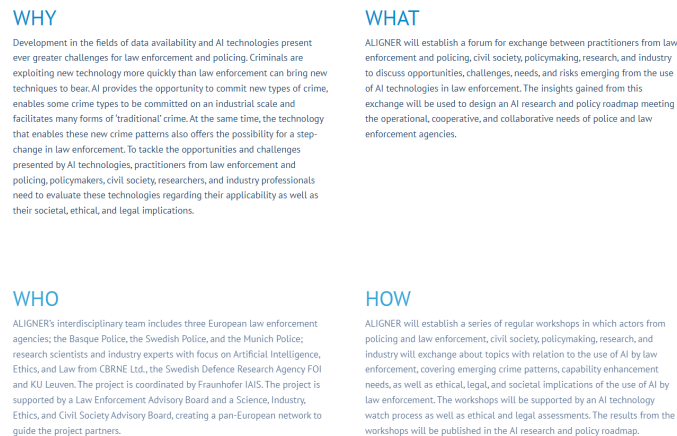 WHY
Development in the fields of data availability and AI technologies present
ever greater challenges for law enforcement and policing. Criminals are
exploiting new technology more quickly than law enforcement can bring new
techniques to bear. AI provides the opportunity to commit new types of crime,
enables some crime types to be committed on an industrial scale and
facilitates many forms of 'traditional' crime. At the same time, the technology
that enables these new crime patterns also offers the possibility for a step-
change in law enforcement. To tackle the opportunities and challenges
presented by AI technologies, practitioners from law enforcement and
policing, policymakers, civil society, researchers, and industry professionals
need to evaluate these technologies regarding their applicability as well as
their societal, ethical, and legal implications.
WHAT
ALIGNER will establish a forum for exchange between practitioners from law
enforcement and policing, civil society, policymaking, research, and industry
to discuss opportunities, challenges, needs, and risks emerging from the use
of AI technologies in law enforcement. The insights gained from this
exchange will be used to design an AI research and policy roadmap meeting
the operational, cooperative, and collaborative needs of police and law
enforcement agencies.
WHO
ALIGNER's interdisciplinary team includes three European law enforcement
agencies; the Basque Police, the Swedish Police, and the Munich Police;
research scientists and industry experts with focus on Artificial Intelligence,
Ethics, and Law from CBRNE Ltd., the Swedish Defence Research Agency FOI
and KU Leuven. The project is coordinated by Fraunhofer IAIS. The project is
supported by a Law Enforcement Advisory Board and a Science, Industry,
Ethics, and Civil Society Advisory Board, creating a pan-European network to
guide the project partners.
HOW
ALIGNER will establish a series of regular workshops in which actors from
policing and law enforcement, civil society, policymaking, research, and
industry will exchange about topics with relation to the use of AI by law
enforcement, covering emerging crime patterns, capability enhancement
needs, as well as ethical, legal, and societal implications of the use of AI by
law enforcement. The workshops will be supported by an AI technology
watch process as well as ethical and legal assessments. The results from the
workshops will be published in the AI research and policy roadmap.